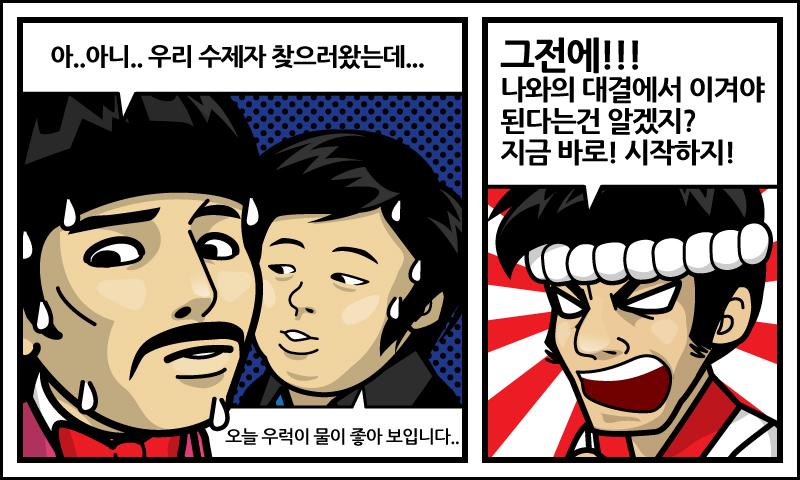 아..아니.. 우리 수제자 찾으러왔는데...
오늘 우럭이 물이 좋아 보입니다..
그전에!!!
나와의 대결에서 이겨야
된다는건 알겠지?
지금 바로! 시작하지!